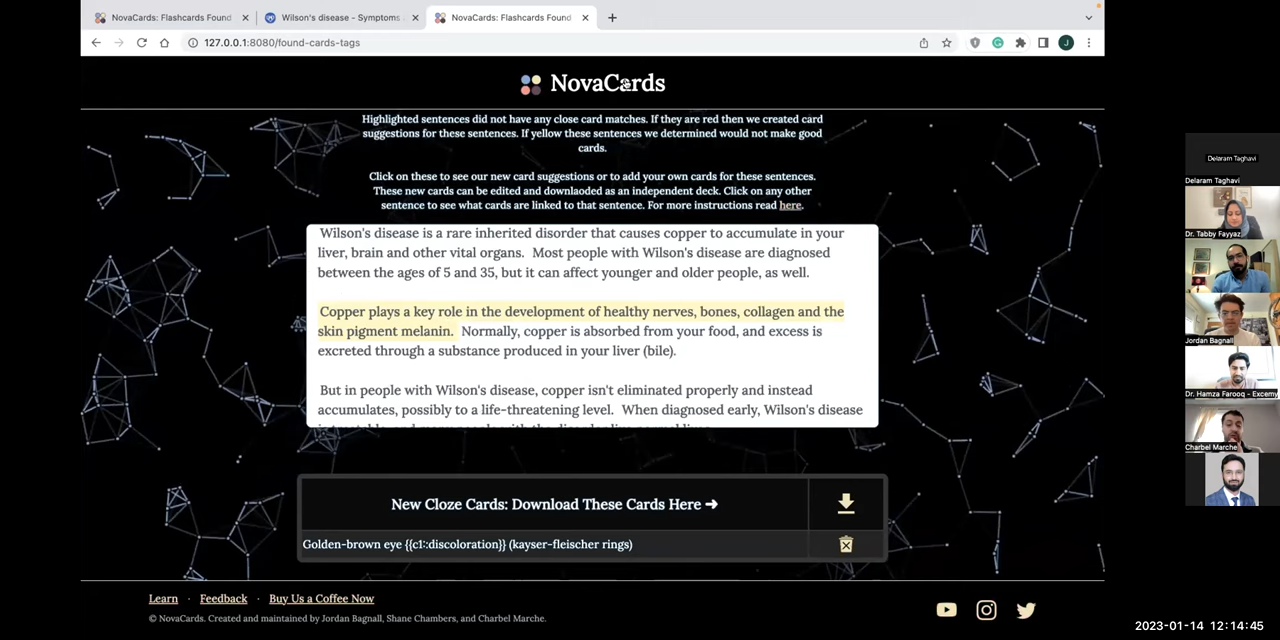 NovaCards: Flashcards Found
Wilson's disease - Symptoms
NovaCards: Flashcards Found
127.0.0.1:8080/found-cards-tags
J
NovaCards
Highlighted sentences did not have any close card matches. If they are red then we created card
suggestions for these sentences. If yellow these sentences we determined would not make good
cards.
Click on these to see our new card suggestions or to add your own cards for these sentences.
These new cards can be edited and downlaoded as an independent deck. Click on any other
sentence to see what cards are linked to that sentence. For more instructions read here.
Wilson's disease is a rare inherited disorder that causes copper to accumulate in your
liver, brain and other vital organs. Most people with Wilson's disease are diagnosed
between the ages of 5 and 35, but it can affect younger and older people, as well.
Copper plays a key role in the development of healthy nerves, bones, collagen and the
skin pigment melanin. Normally, copper is absorbed from your food, and excess is
excreted through a substance produced in your liver (bile).
But in people with Wilson's disease, copper isn't eliminated properly and instead
accumulates, possibly to a life-threatening level. When diagnosed early, Wilson's disease
New Cloze Cards: Download These Cards Here ➜
Golden-brown eye {{c1::discoloration}} (kayser-fleischer rings)
Learn · Feedback · Buy Us a Coffee Now
© NovaCards. Created and maintained by Jordan Bagnall, Shane Chambers, and Charbel Marche.
Delaram Taghavi
Delaram Taghavi
Dr. Tabby Fayyaz
Jordan Bagnall
Dr. Hamza Farooq - Excemy
Charbel Marche
2023-01-14 12:14:45